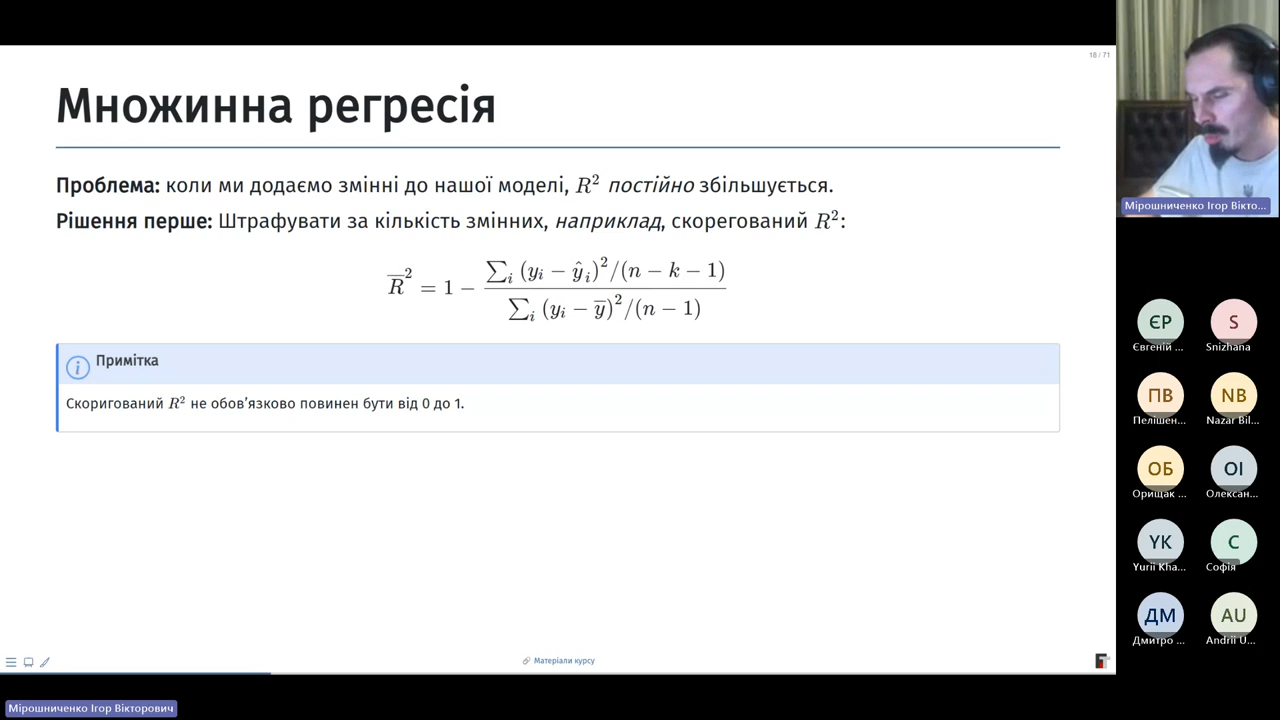 18 / 71
Множинна регресія
Проблема: коли ми додаємо змінні до нашої моделі, R² постійно збільшується.
Рішення перше: Штрафувати за кількість змінних, наприклад, скорегований R²:
R̅² = 1 − ∑ᵢ (yᵢ − ŷᵢ)²/(n − k − 1) / ∑ᵢ (yᵢ − y̅)²/(n − 1)
Примітка
Скоригований R² не обов’язково повинен бути від 0 до 1.
Матеріали курсу
Мірошниченко Ігор Вікто...
ЄР
Євгеній ...
S
Snizhana
ПВ
Пелішен...
NB
Nazar Bil...
ОБ
Орищак ...
ОІ
Олексан...
YK
Yurii Kha...
С
Софія
ДМ
Дмитро ...
AU
Andrii U...
Мірошниченко Ігор Вікторович